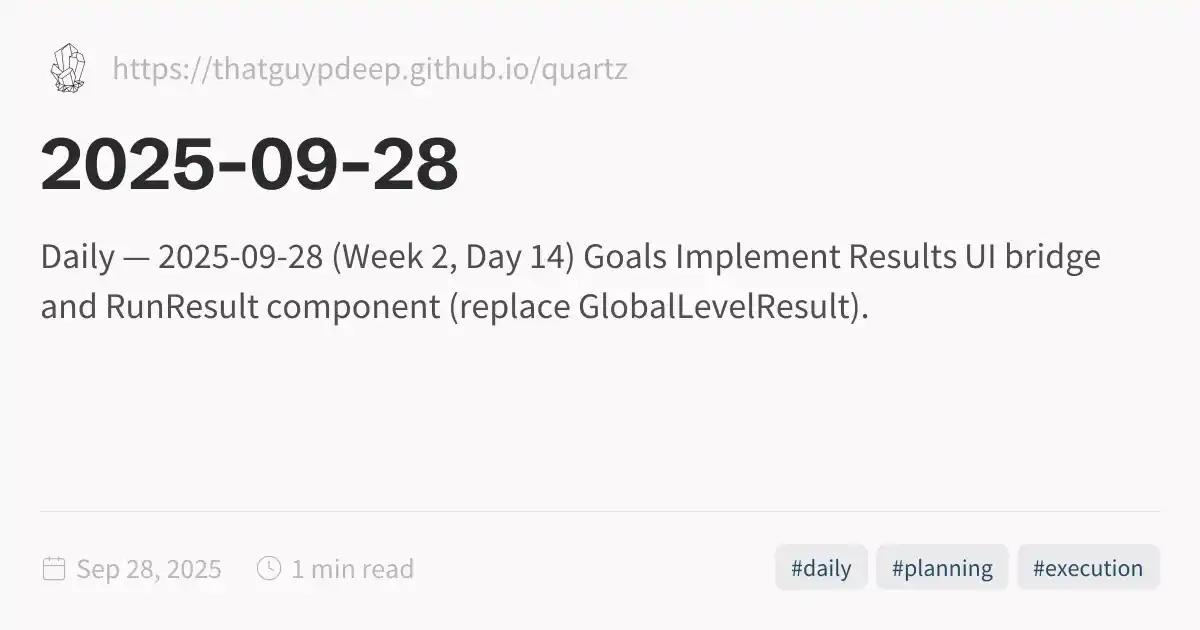 https://thatguypdeep.github.io/quartz
2025-09-28
Daily — 2025-09-28 (Week 2, Day 14) Goals Implement Results UI bridge
and RunResult component (replace GlobalLevelResult).
Sep 28, 2025 1 min read #daily #planning #execution